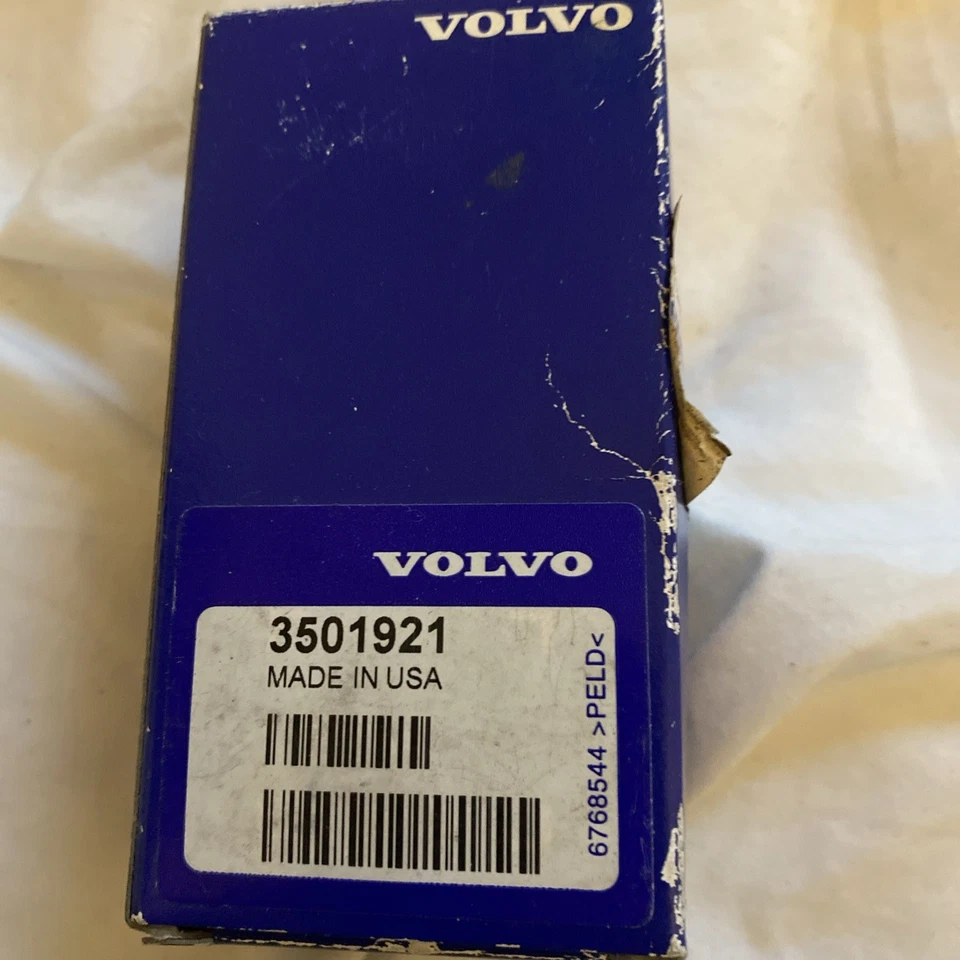 VOLVO
VOLVO
3501921
MADE IN USA
6768544 >PELD<